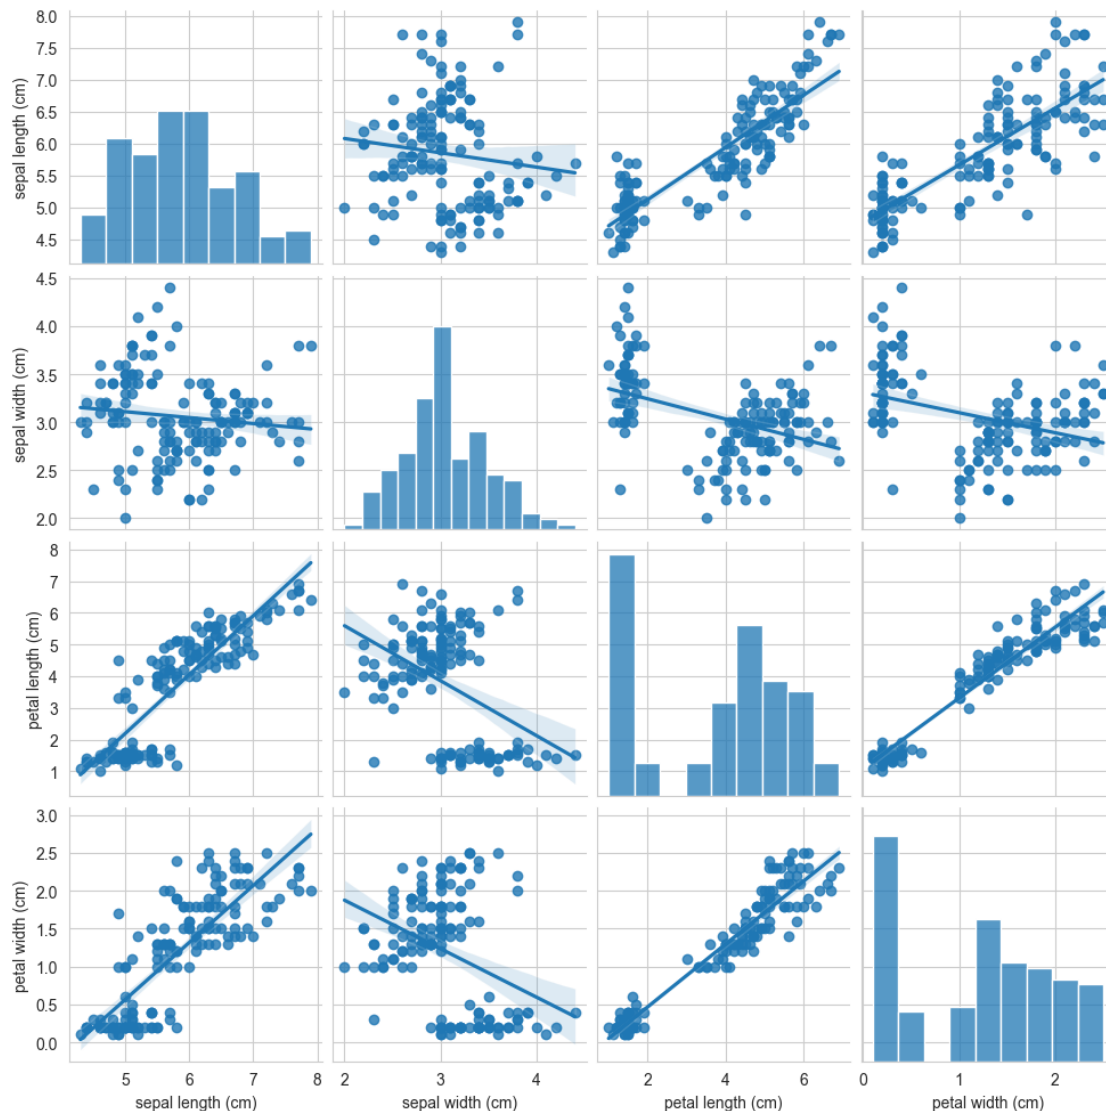 8.0
7.5
7.0
6.5
6.0
5.5
5.0
4.5
sepal length (cm)
4.5
4.0
3.5
3.0
2.5
2.0
sepal width (cm)
8
7
6
5
4
3
2
1
petal length (cm)
3.0
2.5
2.0
1.5
1.0
0.5
0.0
petal width (cm)
5 6 7 8
2 3 4
2 4 6
0 1 2
sepal length (cm)
sepal width (cm)
petal length (cm)
petal width (cm)